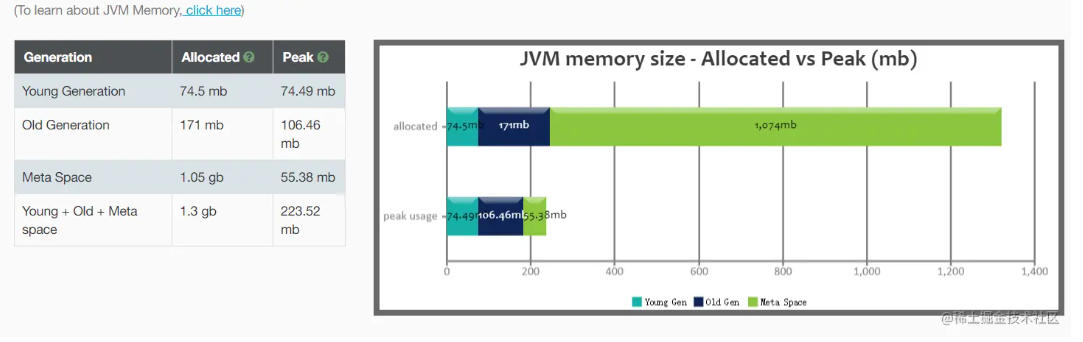 (To learn about JVM Memory, click here)
Generation Allocated ? Peak ?
Young Generation 74.5 mb 74.49 mb
Old Generation 171 mb 106.46
mb
Meta Space 1.05 gb 55.38 mb
Young + Old + Meta 1.3 gb 223.52
space mb
JVM memory size - Allocated vs Peak (mb)
allocated 74.5mb 171mb 1,074mb
peak usage 74.49 106.46mb 55.38mb
0 200 400 600 800 1,000 1,200 1,400
Young Gen Old Gen Meta Space
@稀土掘金技术社区